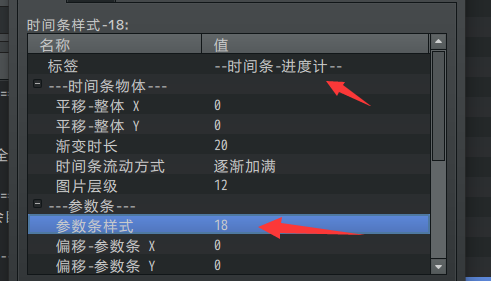 时间条样式-18:
名称 值
标签 --时间条-进度计--
---时间条物体---
平移-整体 X 0
平移-整体 Y 0
渐变时长 20
时间条流动方式 逐渐加满
图片层级 12
---参数条---
参数条样式 18
偏移-参数条 X 0
偏移-参数条 Y 0